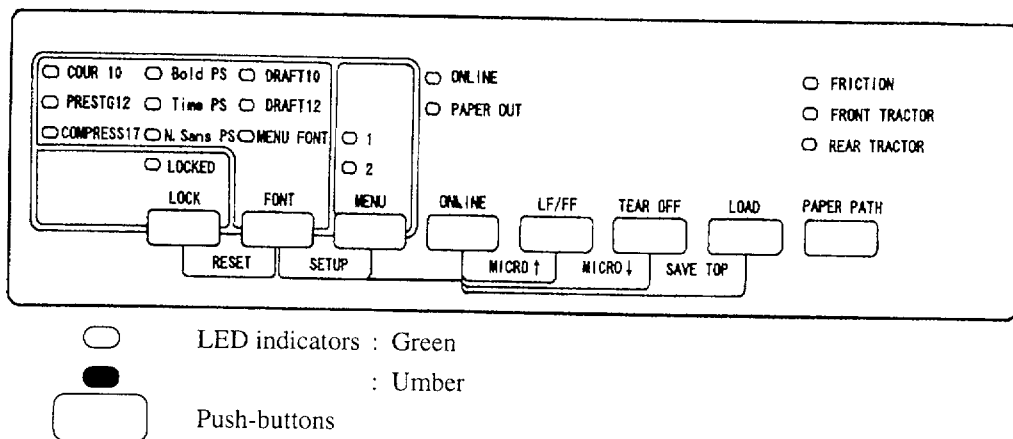 COUR 10 Bold PS DRAFT10 ONLINE FRICTION
PRESTG12 Time PS DRAFT12 PAPER OUT FRONT TRACTOR
COMPRESS17 N. Sans PS MENU FONT 1 REAR TRACTOR
LOCKED 2
LOCK FONT MENU ONLINE LF/FF TEAR OFF LOAD PAPER PATH
RESET SETUP MICRO ↑ MICRO ↓ SAVE TOP
LED indicators : Green
: Umber
Push-buttons